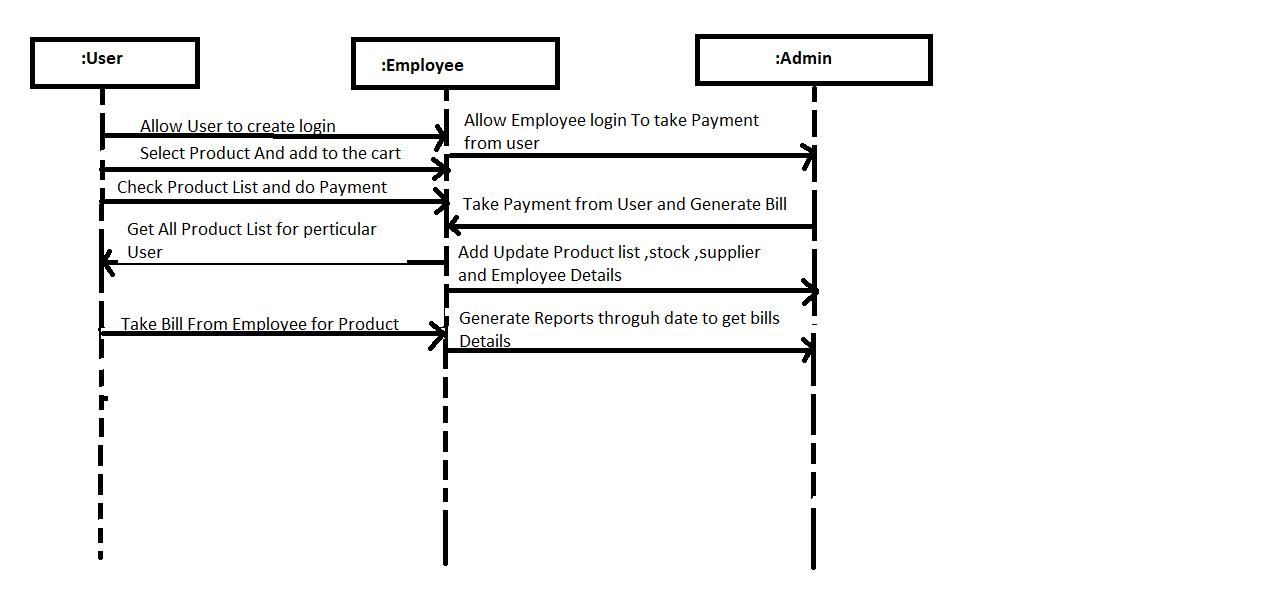 :User
:Employee
:Admin
Allow User to create login
Allow Employee login To take Payment
from user
Select Product And add to the cart
Check Product List and do Payment
Take Payment from User and Generate Bill
Get All Product List for perticular
User
Add Update Product list ,stock ,supplier
and Employee Details
Take Bill From Employee for Product
Generate Reports throguh date to get bills
Details